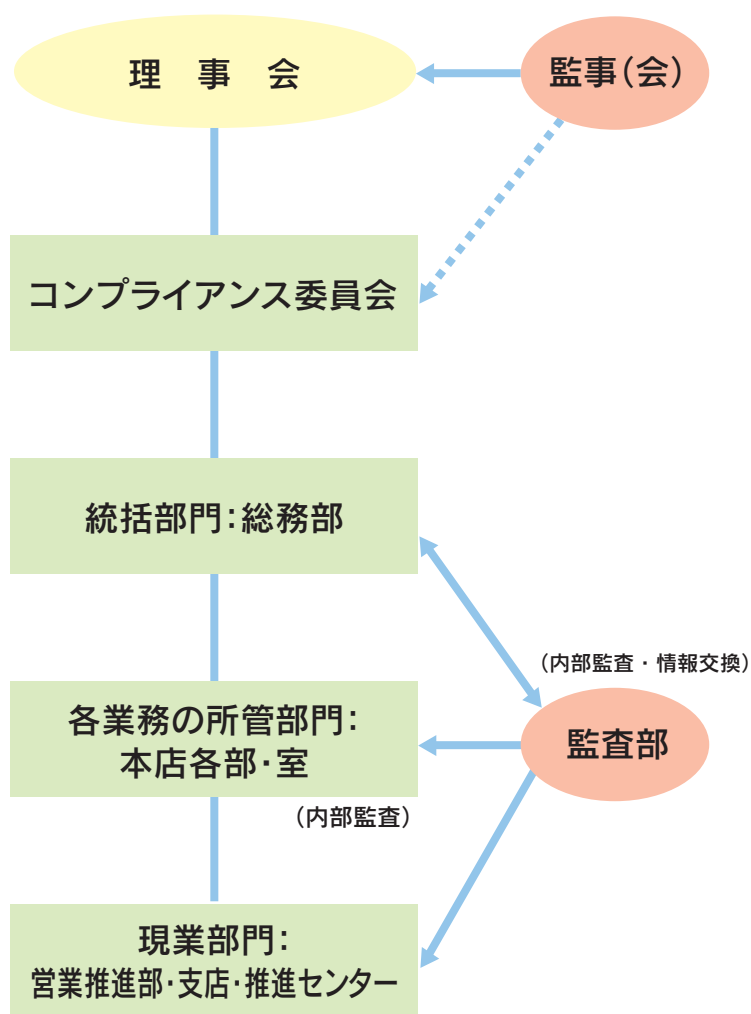 理 事 会
監事（会）
コンプライアンス委員会
統括部門：総務部
（内部監査・情報交換）
各業務の所管部門：
本店各部・室
監査部
（内部監査）
現業部門：
営業推進部・支店・推進センター